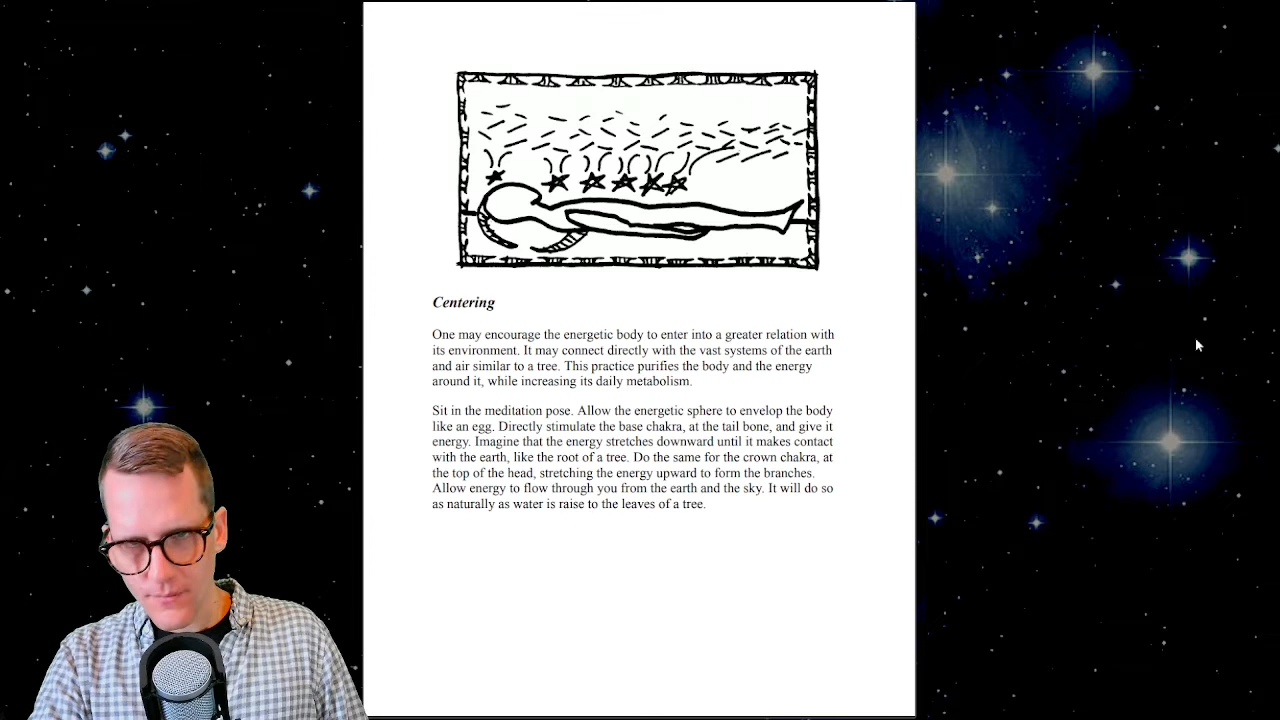 Centering
One may encourage the energetic body to enter into a greater relation with
its environment. It may connect directly with the vast systems of the earth
and air similar to a tree. This practice purifies the body and the energy
around it, while increasing its daily metabolism.
Sit in the meditation pose. Allow the energetic sphere to envelop the body
like an egg. Directly stimulate the base chakra, at the tail bone, and give it
energy. Imagine that the energy stretches downward until it makes contact
with the earth, like the root of a tree. Do the same for the crown chakra, at
the top of the head, stretching the energy upward to form the branches.
Allow energy to flow through you from the earth and the sky. It will do so
as naturally as water is raise to the leaves of a tree.